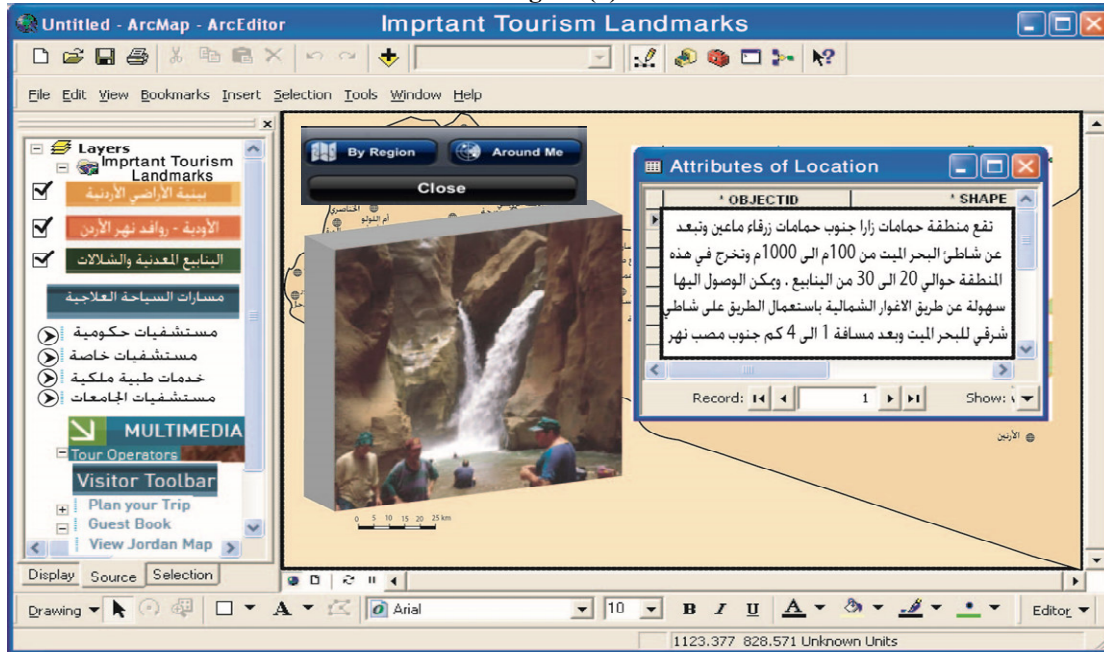 Untitled - ArcMap - ArcEditor
Imprtant Tourism Landmarks
File Edit View Bookmarks Insert Selection Tools Window Help
Layers
Imprtant Tourism
Landmarks
بينية الأراضي الأردنية
الأودية - روافد نهر الأردن
الينابيع المعدنية والشلالات
مسارات السياحة العلاجية
مستشفيات حكومية
مستشفيات خاصة
خدمات طبية ملكية
مستشفيات الجامعات
MULTIMEDIA
Tour Operators
Visitor Toolbar
Plan your Trip
Guest Book
View Jordan Map
Display Source Selection
By Region
Around Me
Close
أم اللولو
0 5 10 15 20 25 km
Attributes of Location
* OBJECTID * SHAPE
تقع منطقة حمامات زارا جنوب حمامات زرقاء ماعين وتبعد
عن شاطئ البحر الميت من 100م الى 1000م وتخرج في هذه
المنطقة حوالي 20 الى 30 من الينابيع ، ويمكن الوصول اليها
سهولة عن طريق الاغوار الشمالية باستعمال الطريق على شاطي
شرقي للبحر الميت وبعد مسافة 1 الى 4 كم جنوب مصب نهر
Record: 1 Show:
Drawing A Arial 10 B I U A Editor
1123.377 828.571 Unknown Units